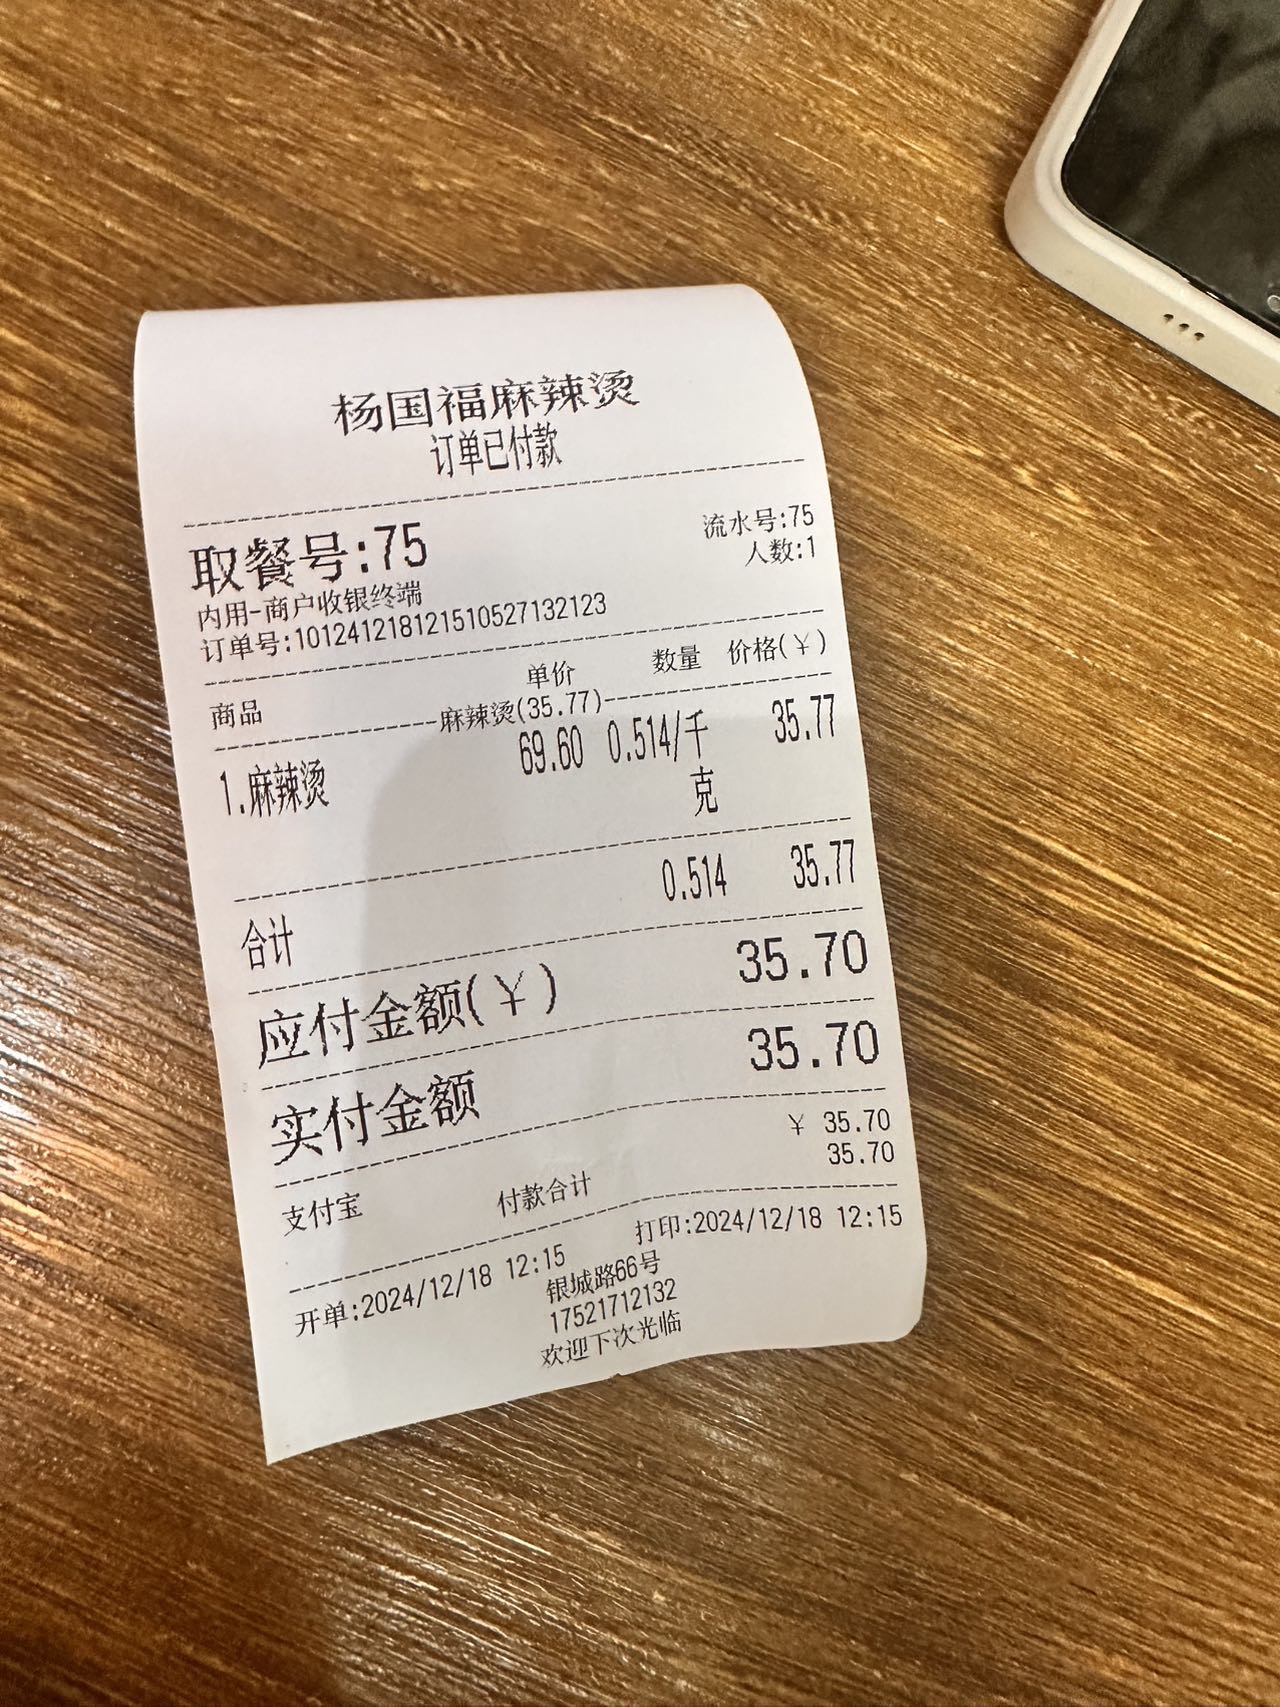 杨国福麻辣烫
订单已付款
取餐号:75 流水号:75
人数:1
内用-商户收银终端
订单号:101241218121510527132123
商品 单价 数量 价格(¥)
麻辣烫(35.77)
1.麻辣烫 69.60 0.514/千克 35.77
合计 0.514 35.77
应付金额(¥) 35.70
实付金额 35.70
支付宝 ¥ 35.70
付款合计 35.70
开单:2024/12/18 12:15 打印:2024/12/18 12:15
银城路66号
17521712132
欢迎下次光临